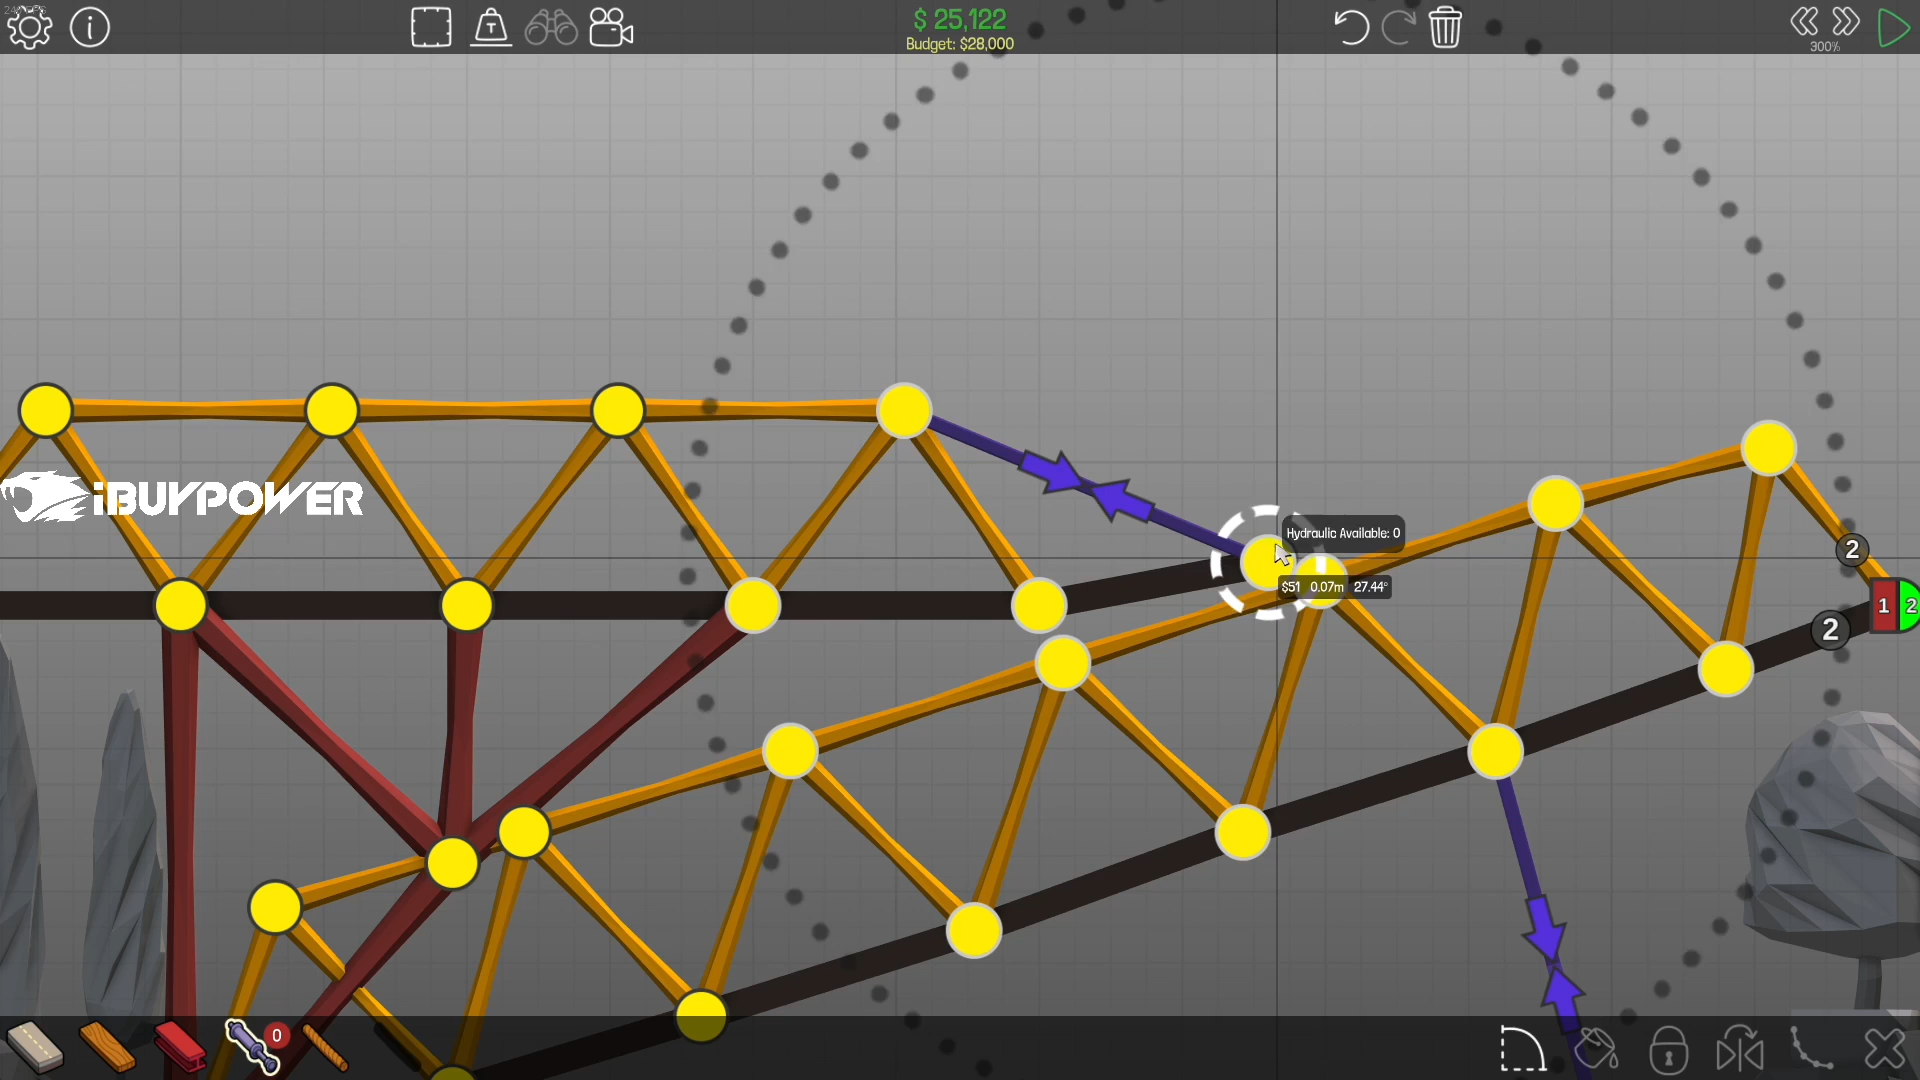 $ 25,122
Budget: $28,000
300%
iBUYPOWER
Hydraulic Available: 0
$51 0.07m 27.44°
2
1 2
2
0